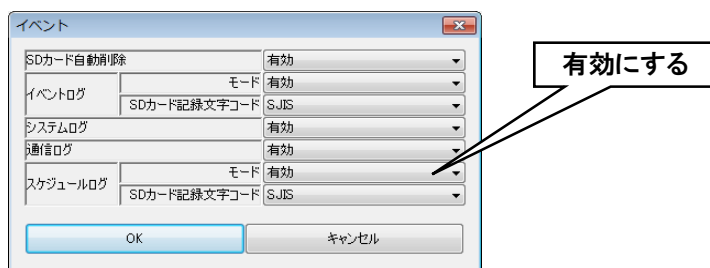 イベント
SDカード自動削除 有効
イベントログ モード 有効
SDカード記録文字コード SJIS
システムログ 有効
通信ログ 有効
スケジュールログ モード 有効
SDカード記録文字コード SJIS
OK キャンセル
有効にする